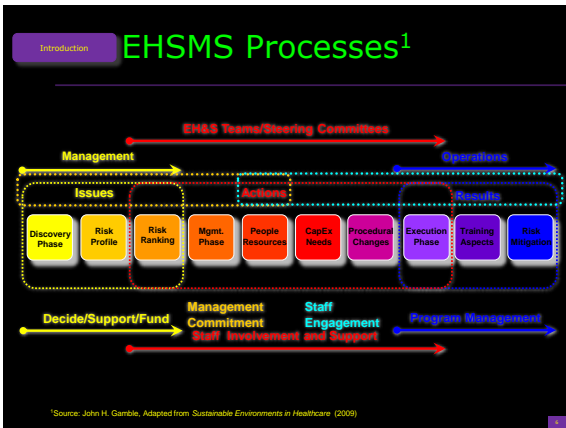 Introduction
EHSMS Processes1
EH&S Teams/Steering Committees
Management
Operations
Issues
Actions
Results
Discovery
Phase
Risk
Profile
Risk
Ranking
Mgmt.
Phase
People
Resources
CapEx
Needs
Procedural
Changes
Execution
Phase
Training
Aspects
Risk
Mitigation
Decide/Support/Fund
Management
Commitment
Staff
Engagement
Program Management
Staff Involvement and Support
1Source: John H. Gamble, Adapted from Sustainable Environments in Healthcare (2009)